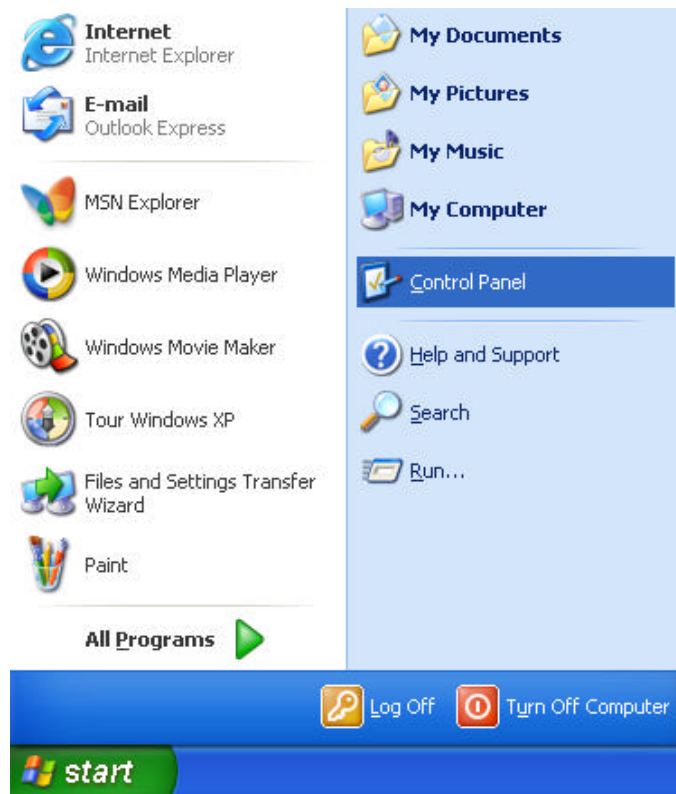 Internet
Internet Explorer
E-mail
Outlook Express
MSN Explorer
Windows Media Player
Windows Movie Maker
Tour Windows XP
Files and Settings Transfer
Wizard
Paint
All Programs
My Documents
My Pictures
My Music
My Computer
Control Panel
Help and Support
Search
Run...
Log Off
Turn Off Computer
start